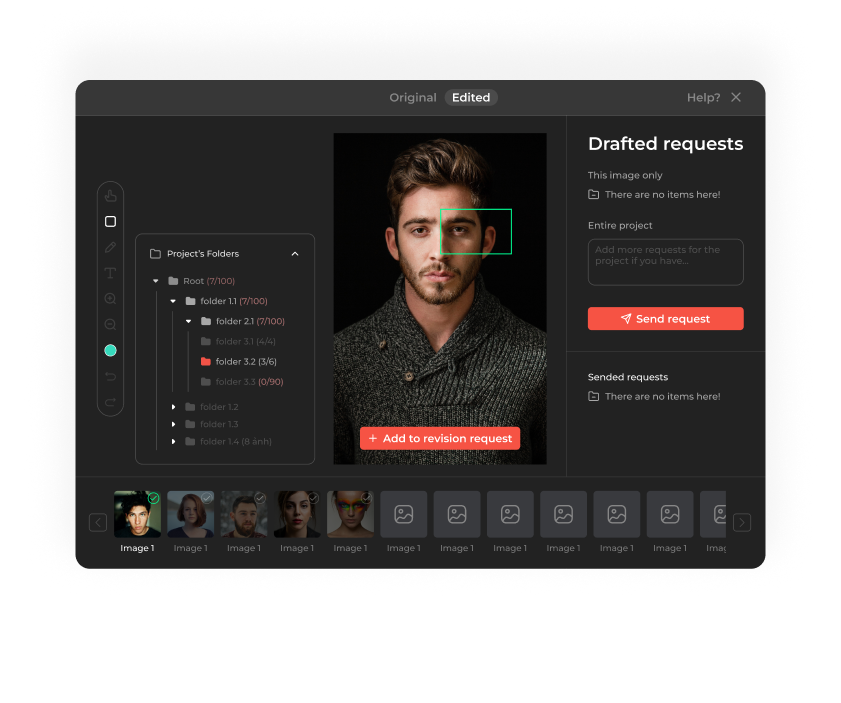 Original Edited Help?
Drafted requests
This image only
There are no items here!
Entire project
Add more requests for the
project if you have...
Send request
Sended requests
There are no items here!
Project's Folders
Root (7/100)
folder 1.1 (7/100)
folder 2.1 (7/100)
folder 3.1 (4/4)
folder 3.2 (3/6)
folder 3.3 (0/90)
folder 1.2
folder 1.3
folder 1.4 (8 ảnh)
T
+ Add to revision request
Image 1 Image 1 Image 1 Image 1 Image 1 Image 1 Image 1 Image 1 Image 1 Image 1 Image 1 Imag